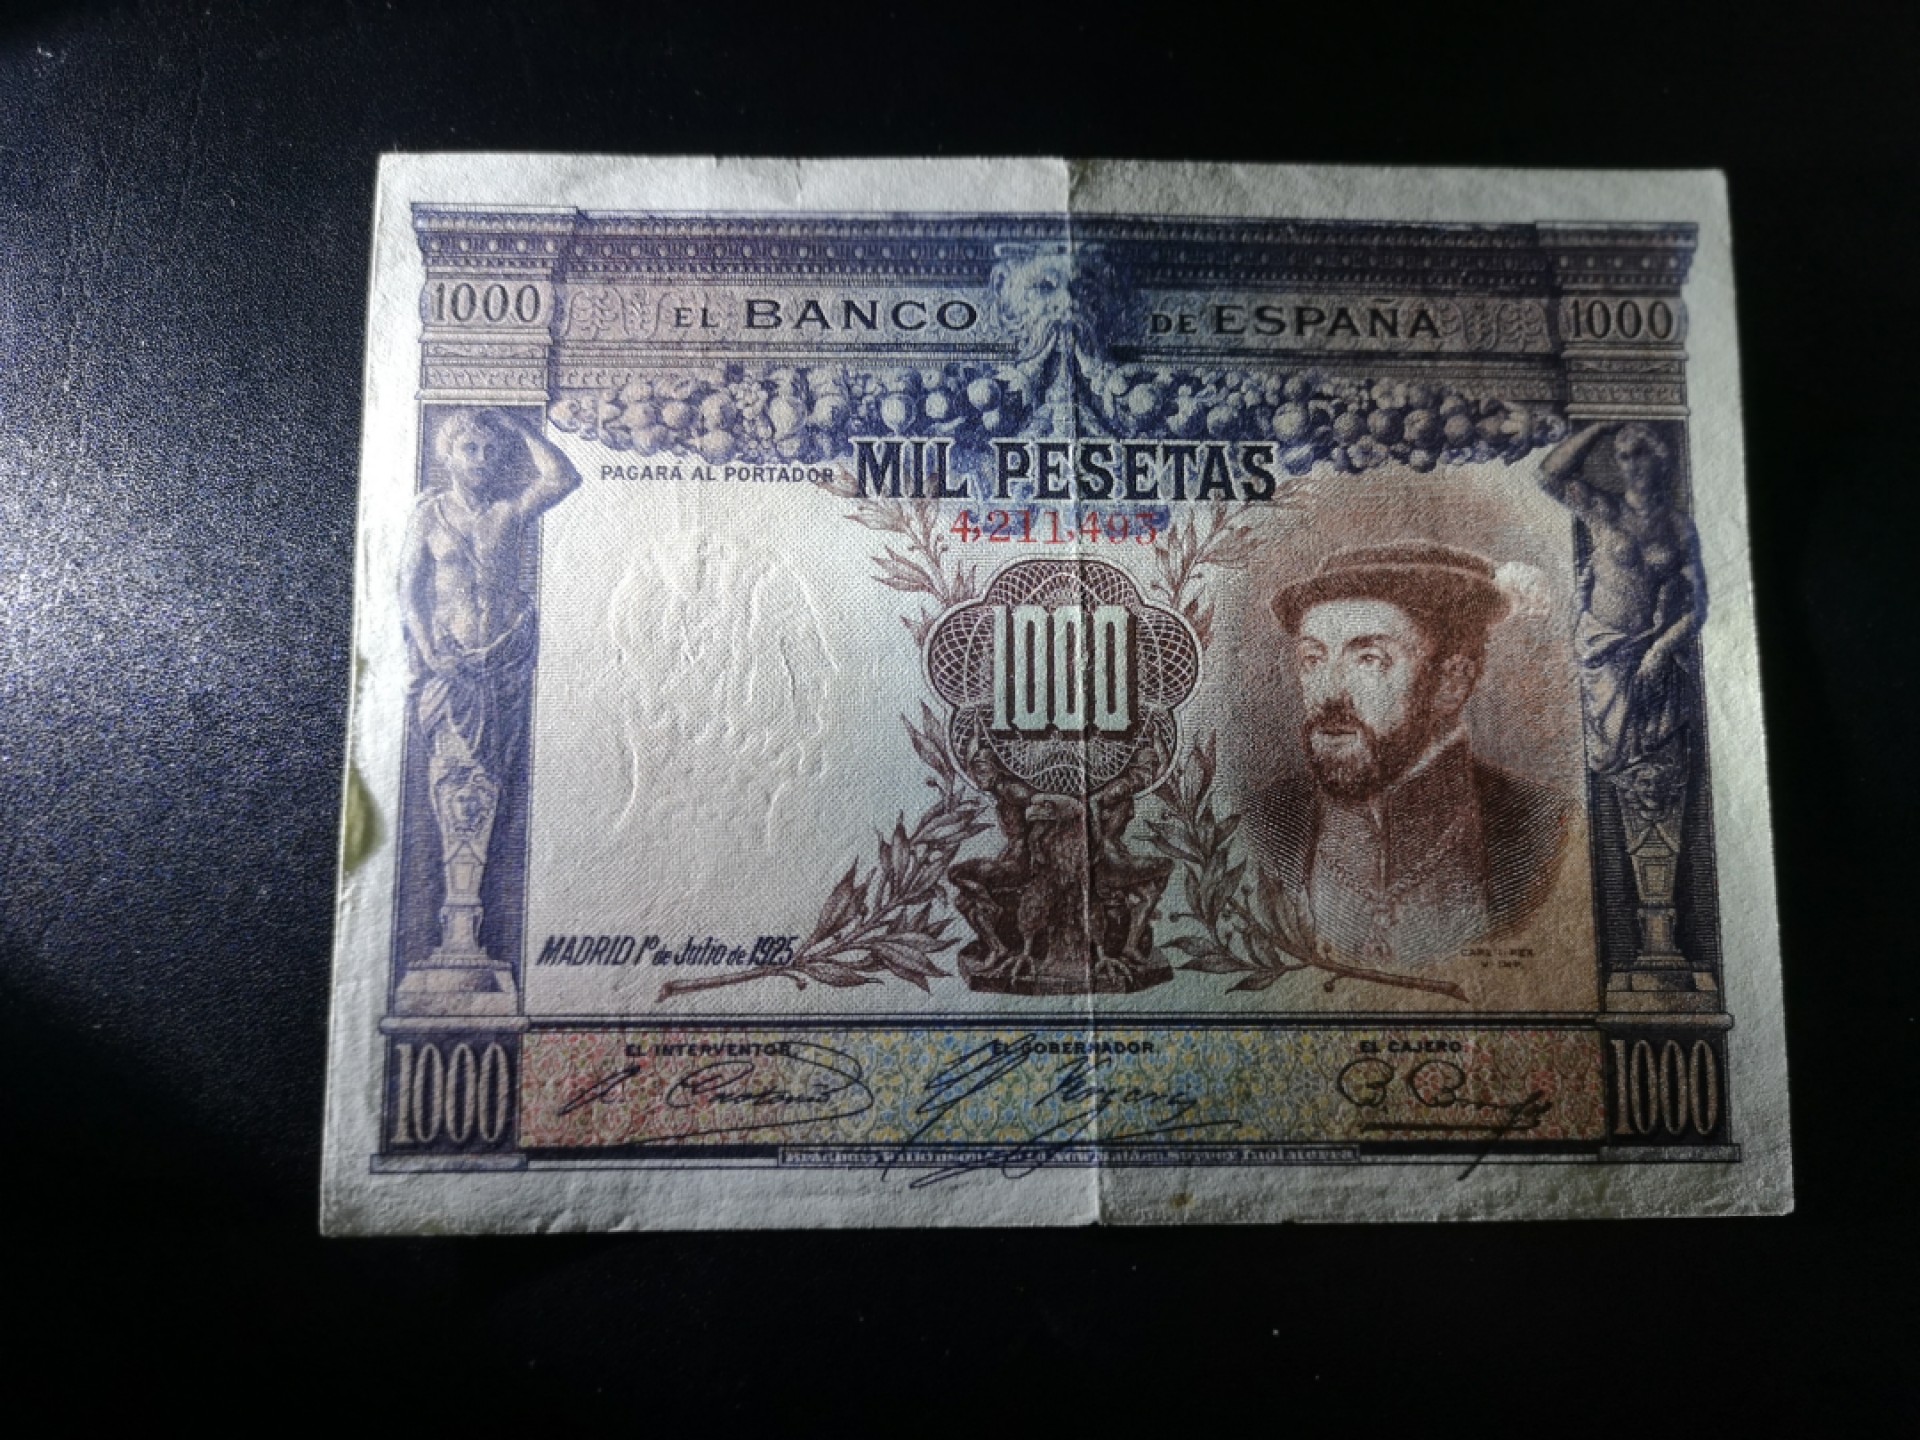 1000 EL BANCO DE ESPAÑA 1000
PAGARÁ AL PORTADOR MIL PESETAS
4,211,493
1000
MADRID 1º de Julio de 1925
EL INTERVENTOR, EL GOBERNADOR, EL CAJERO
1000 1000